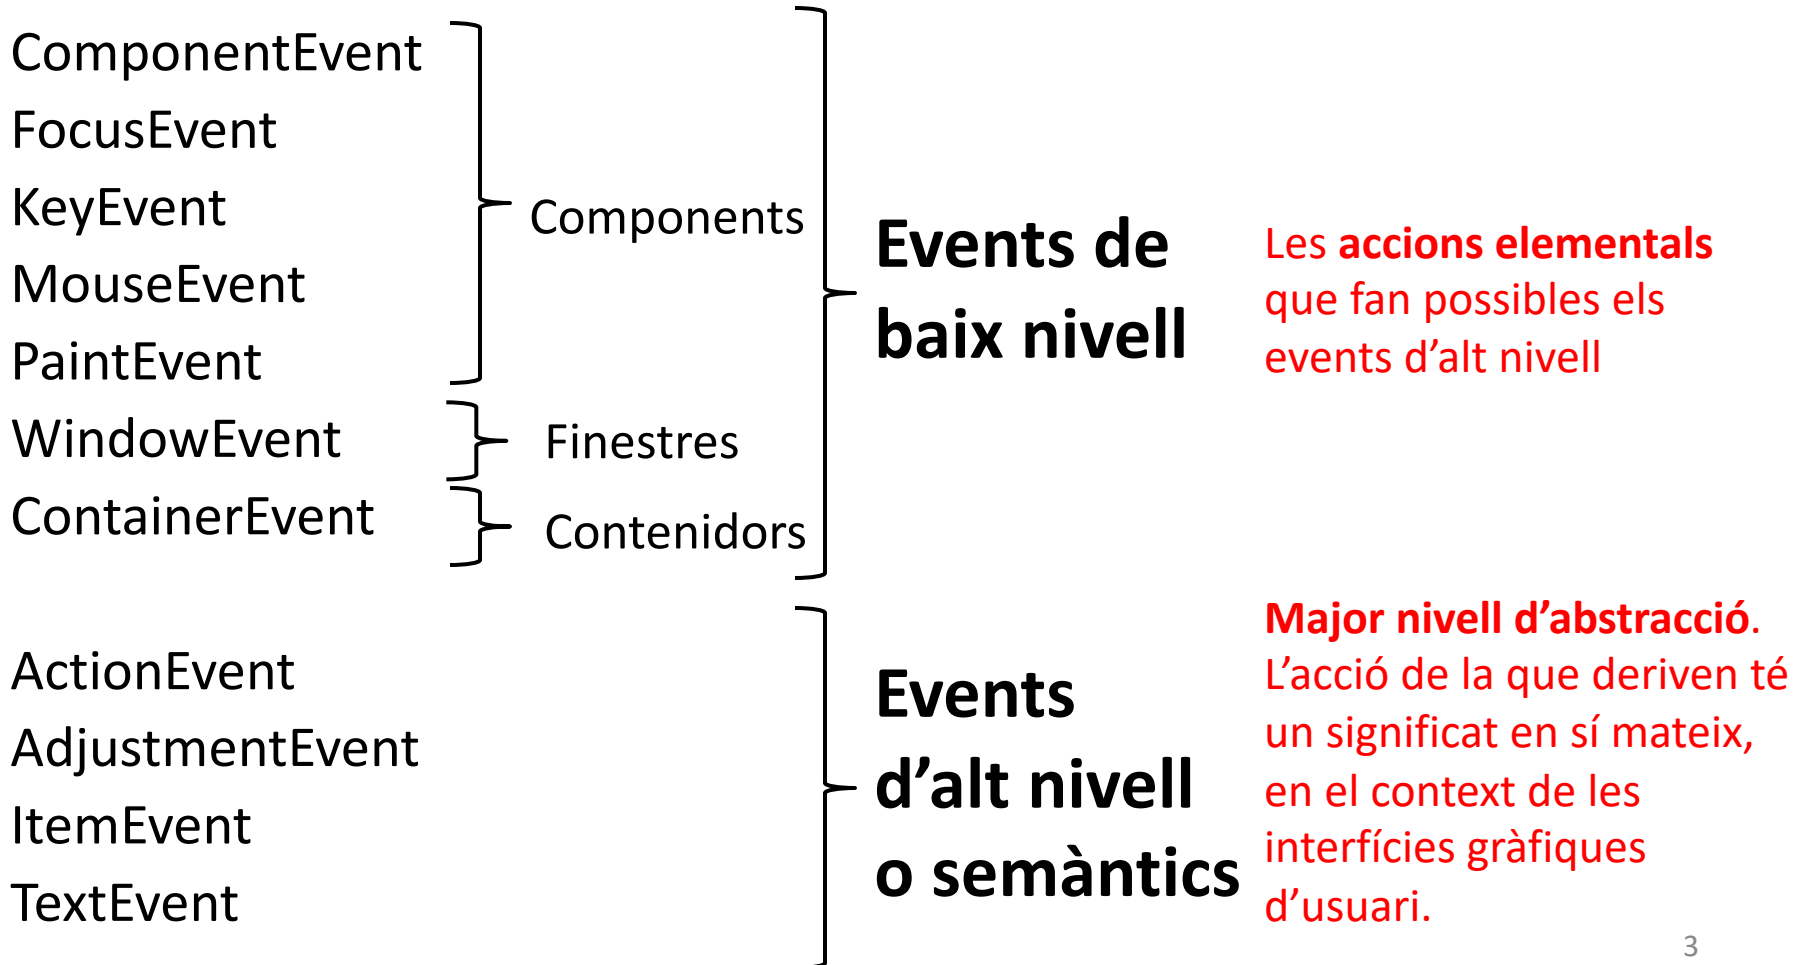 ComponentEvent
FocusEvent
KeyEvent
MouseEvent
PaintEvent
WindowEvent
ContainerEvent
Components
Finestres
Contenidors
Events de
baix nivell
Les accions elementals
que fan possibles els
events d’alt nivell
ActionEvent
AdjustmentEvent
ItemEvent
TextEvent
Events
d’alt nivell
o semàntics
Major nivell d’abstracció.
L’acció de la que deriven té
un significat en sí mateix,
en el context de les
interfícies gràfiques
d’usuari.
3